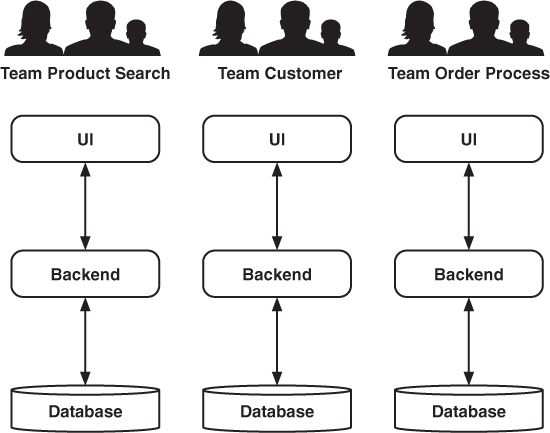 Team Product Search
Team Customer
Team Order Process
UI
UI
UI
Backend
Backend
Backend
Database
Database
Database